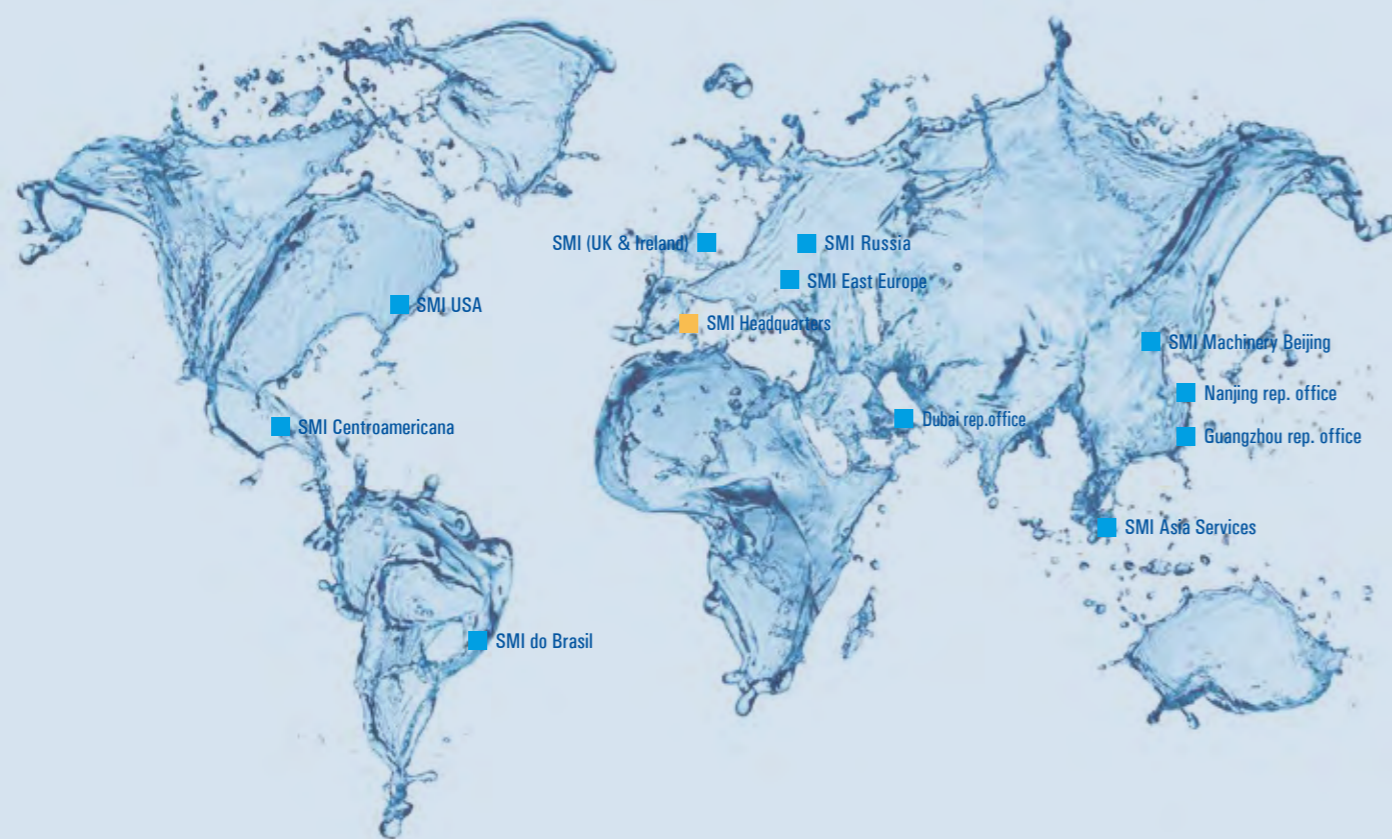 SMI (UK & Ireland)
SMI Russia
SMI East Europe
SMI USA
SMI Headquarters
SMI Machinery Beijing
Nanjing rep. office
Dubai rep.office
SMI Centroamericana
Guangzhou rep. office
SMI Asia Services
SMI do Brasil